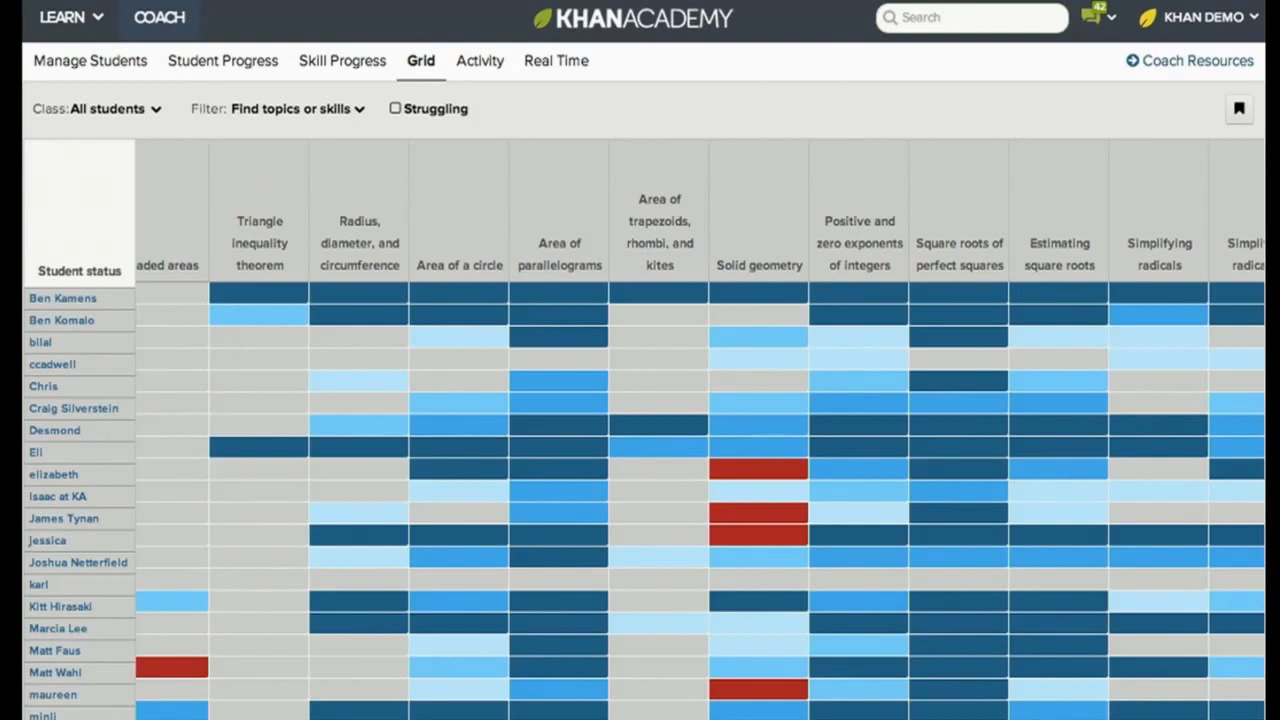 LEARN COACH KHANACADEMY Search 42 KHAN DEMO
Manage Students Student Progress Skill Progress Grid Activity Real Time Coach Resources
Class: All students Filter: Find topics or skills Struggling
Student status
aded areas
Triangle
inequality
theorem
Radius,
diameter, and
circumference
Area of a circle
Area of
parallelograms
Area of
trapezoids,
rhombi, and
kites
Solid geometry
Positive and
zero exponents
of integers
Square roots of
perfect squares
Estimating
square roots
Simplifying
radicals
Simpli
radica
Ben Kamens
Ben Komalo
bilal
ccadwell
Chris
Craig Silverstein
Desmond
Eli
elizabeth
Isaac at KA
James Tynan
jessica
Joshua Netterfield
karl
Kitt Hirasaki
Marcia Lee
Matt Faus
Matt Wahl
maureen
minli